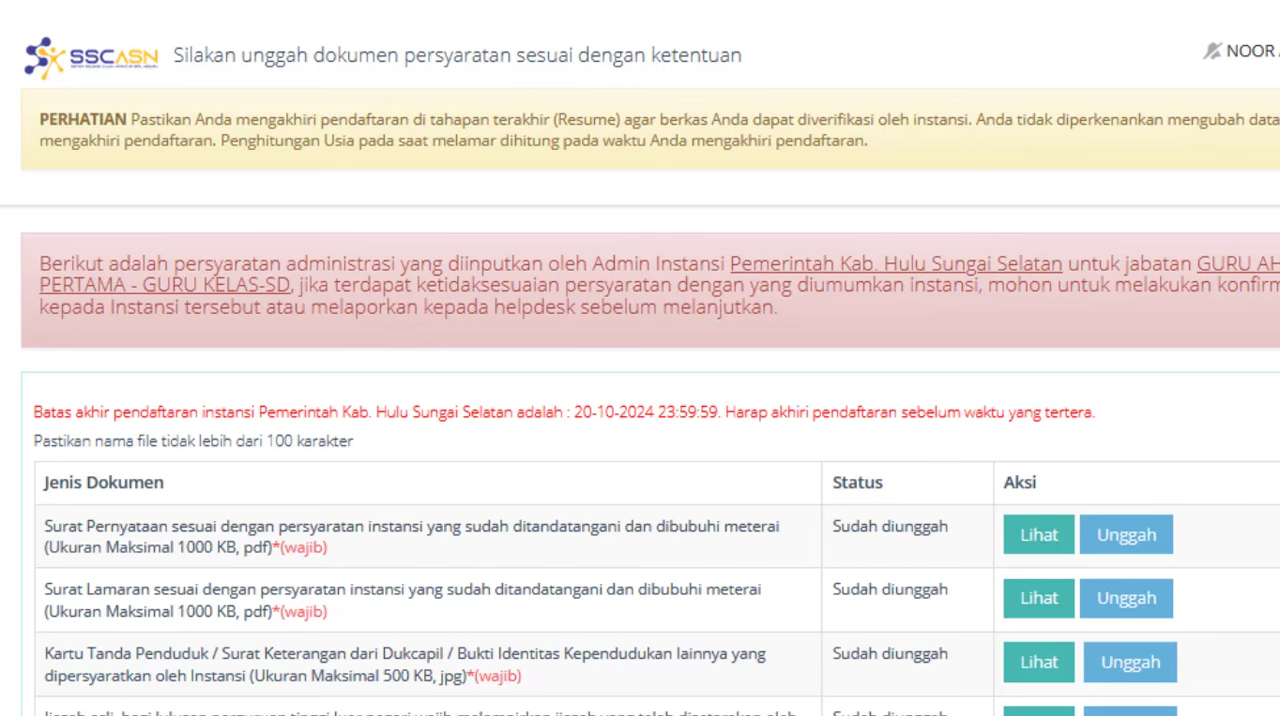 SSCASN Silakan unggah dokumen persyaratan sesuai dengan ketentuan
NOOR
PERHATIAN Pastikan Anda mengakhiri pendaftaran di tahapan terakhir (Resume) agar berkas Anda dapat diverifikasi oleh instansi. Anda tidak diperkenankan mengubah data
mengakhiri pendaftaran. Penghitungan Usia pada saat melamar dihitung pada waktu Anda mengakhiri pendaftaran.
Berikut adalah persyaratan administrasi yang diinputkan oleh Admin Instansi Pemerintah Kab. Hulu Sungai Selatan untuk jabatan GURU AH
PERTAMA - GURU KELAS-SD, jika terdapat ketidaksesuaian persyaratan dengan yang diumumkan instansi, mohon untuk melakukan konfirm
kepada Instansi tersebut atau melaporkan kepada helpdesk sebelum melanjutkan.
Batas akhir pendaftaran instansi Pemerintah Kab. Hulu Sungai Selatan adalah : 20-10-2024 23:59:59. Harap akhiri pendaftaran sebelum waktu yang tertera.
Pastikan nama file tidak lebih dari 100 karakter
Jenis Dokumen Status Aksi
Surat Pernyataan sesuai dengan persyaratan instansi yang sudah ditandatangani dan dibubuhi meterai
(Ukuran Maksimal 1000 KB, pdf)*(wajib)
Sudah diunggah
Lihat Unggah
Surat Lamaran sesuai dengan persyaratan instansi yang sudah ditandatangani dan dibubuhi meterai
(Ukuran Maksimal 1000 KB, pdf)*(wajib)
Sudah diunggah
Lihat Unggah
Kartu Tanda Penduduk / Surat Keterangan dari Dukcapil / Bukti Identitas Kependudukan lainnya yang
dipersyaratkan oleh Instansi (Ukuran Maksimal 500 KB, jpg)*(wajib)
Sudah diunggah
Lihat Unggah